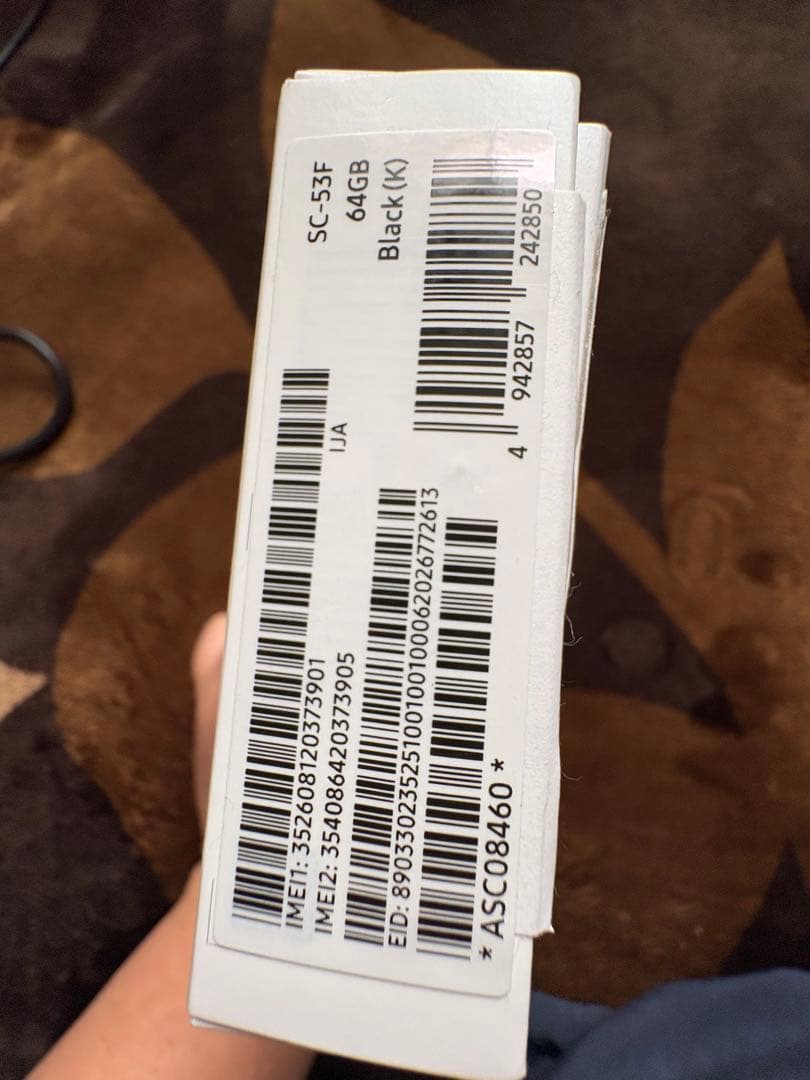 SC-53F
64GB
Black (K)
4 942857 242850
IJA
IMEI1: 352608120373901
IMEI2: 354086420373905
EID: 89033023525100100100062026772613
* ASC08460 *